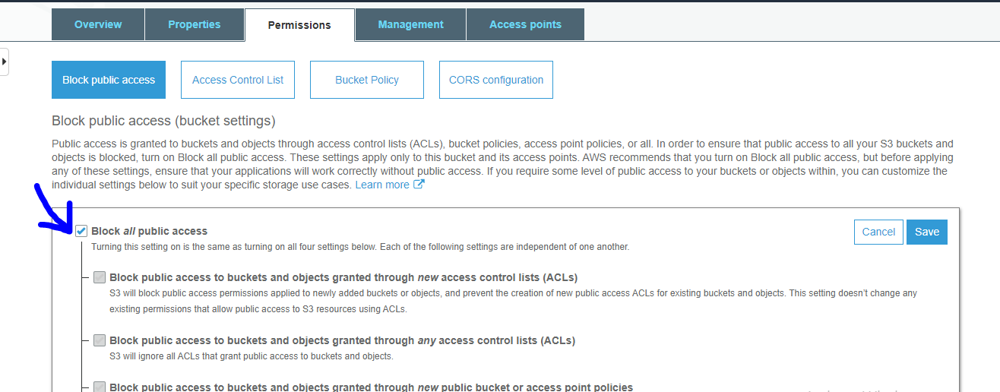 Overview Properties Permissions Management Access points
Block public access Access Control List Bucket Policy CORS configuration
Block public access (bucket settings)
Public access is granted to buckets and objects through access control lists (ACLs), bucket policies, access point policies, or all. In order to ensure that public access to all your S3 buckets and
objects is blocked, turn on Block all public access. These settings apply only to this bucket and its access points. AWS recommends that you turn on Block all public access, but before applying
any of these settings, ensure that your applications will work correctly without public access. If you require some level of public access to your buckets or objects within, you can customize the
individual settings below to suit your specific storage use cases. Learn more
Block all public access Cancel Save
Turning this setting on is the same as turning on all four settings below. Each of the following settings are independent of one another.
Block public access to buckets and objects granted through new access control lists (ACLs)
S3 will block public access permissions applied to newly added buckets or objects, and prevent the creation of new public access ACLs for existing buckets and objects. This setting doesn't change any
existing permissions that allow public access to S3 resources using ACLs.
Block public access to buckets and objects granted through any access control lists (ACLs)
S3 will ignore all ACLs that grant public access to buckets and objects.
Block public access to buckets and objects granted through new public bucket or access point policies